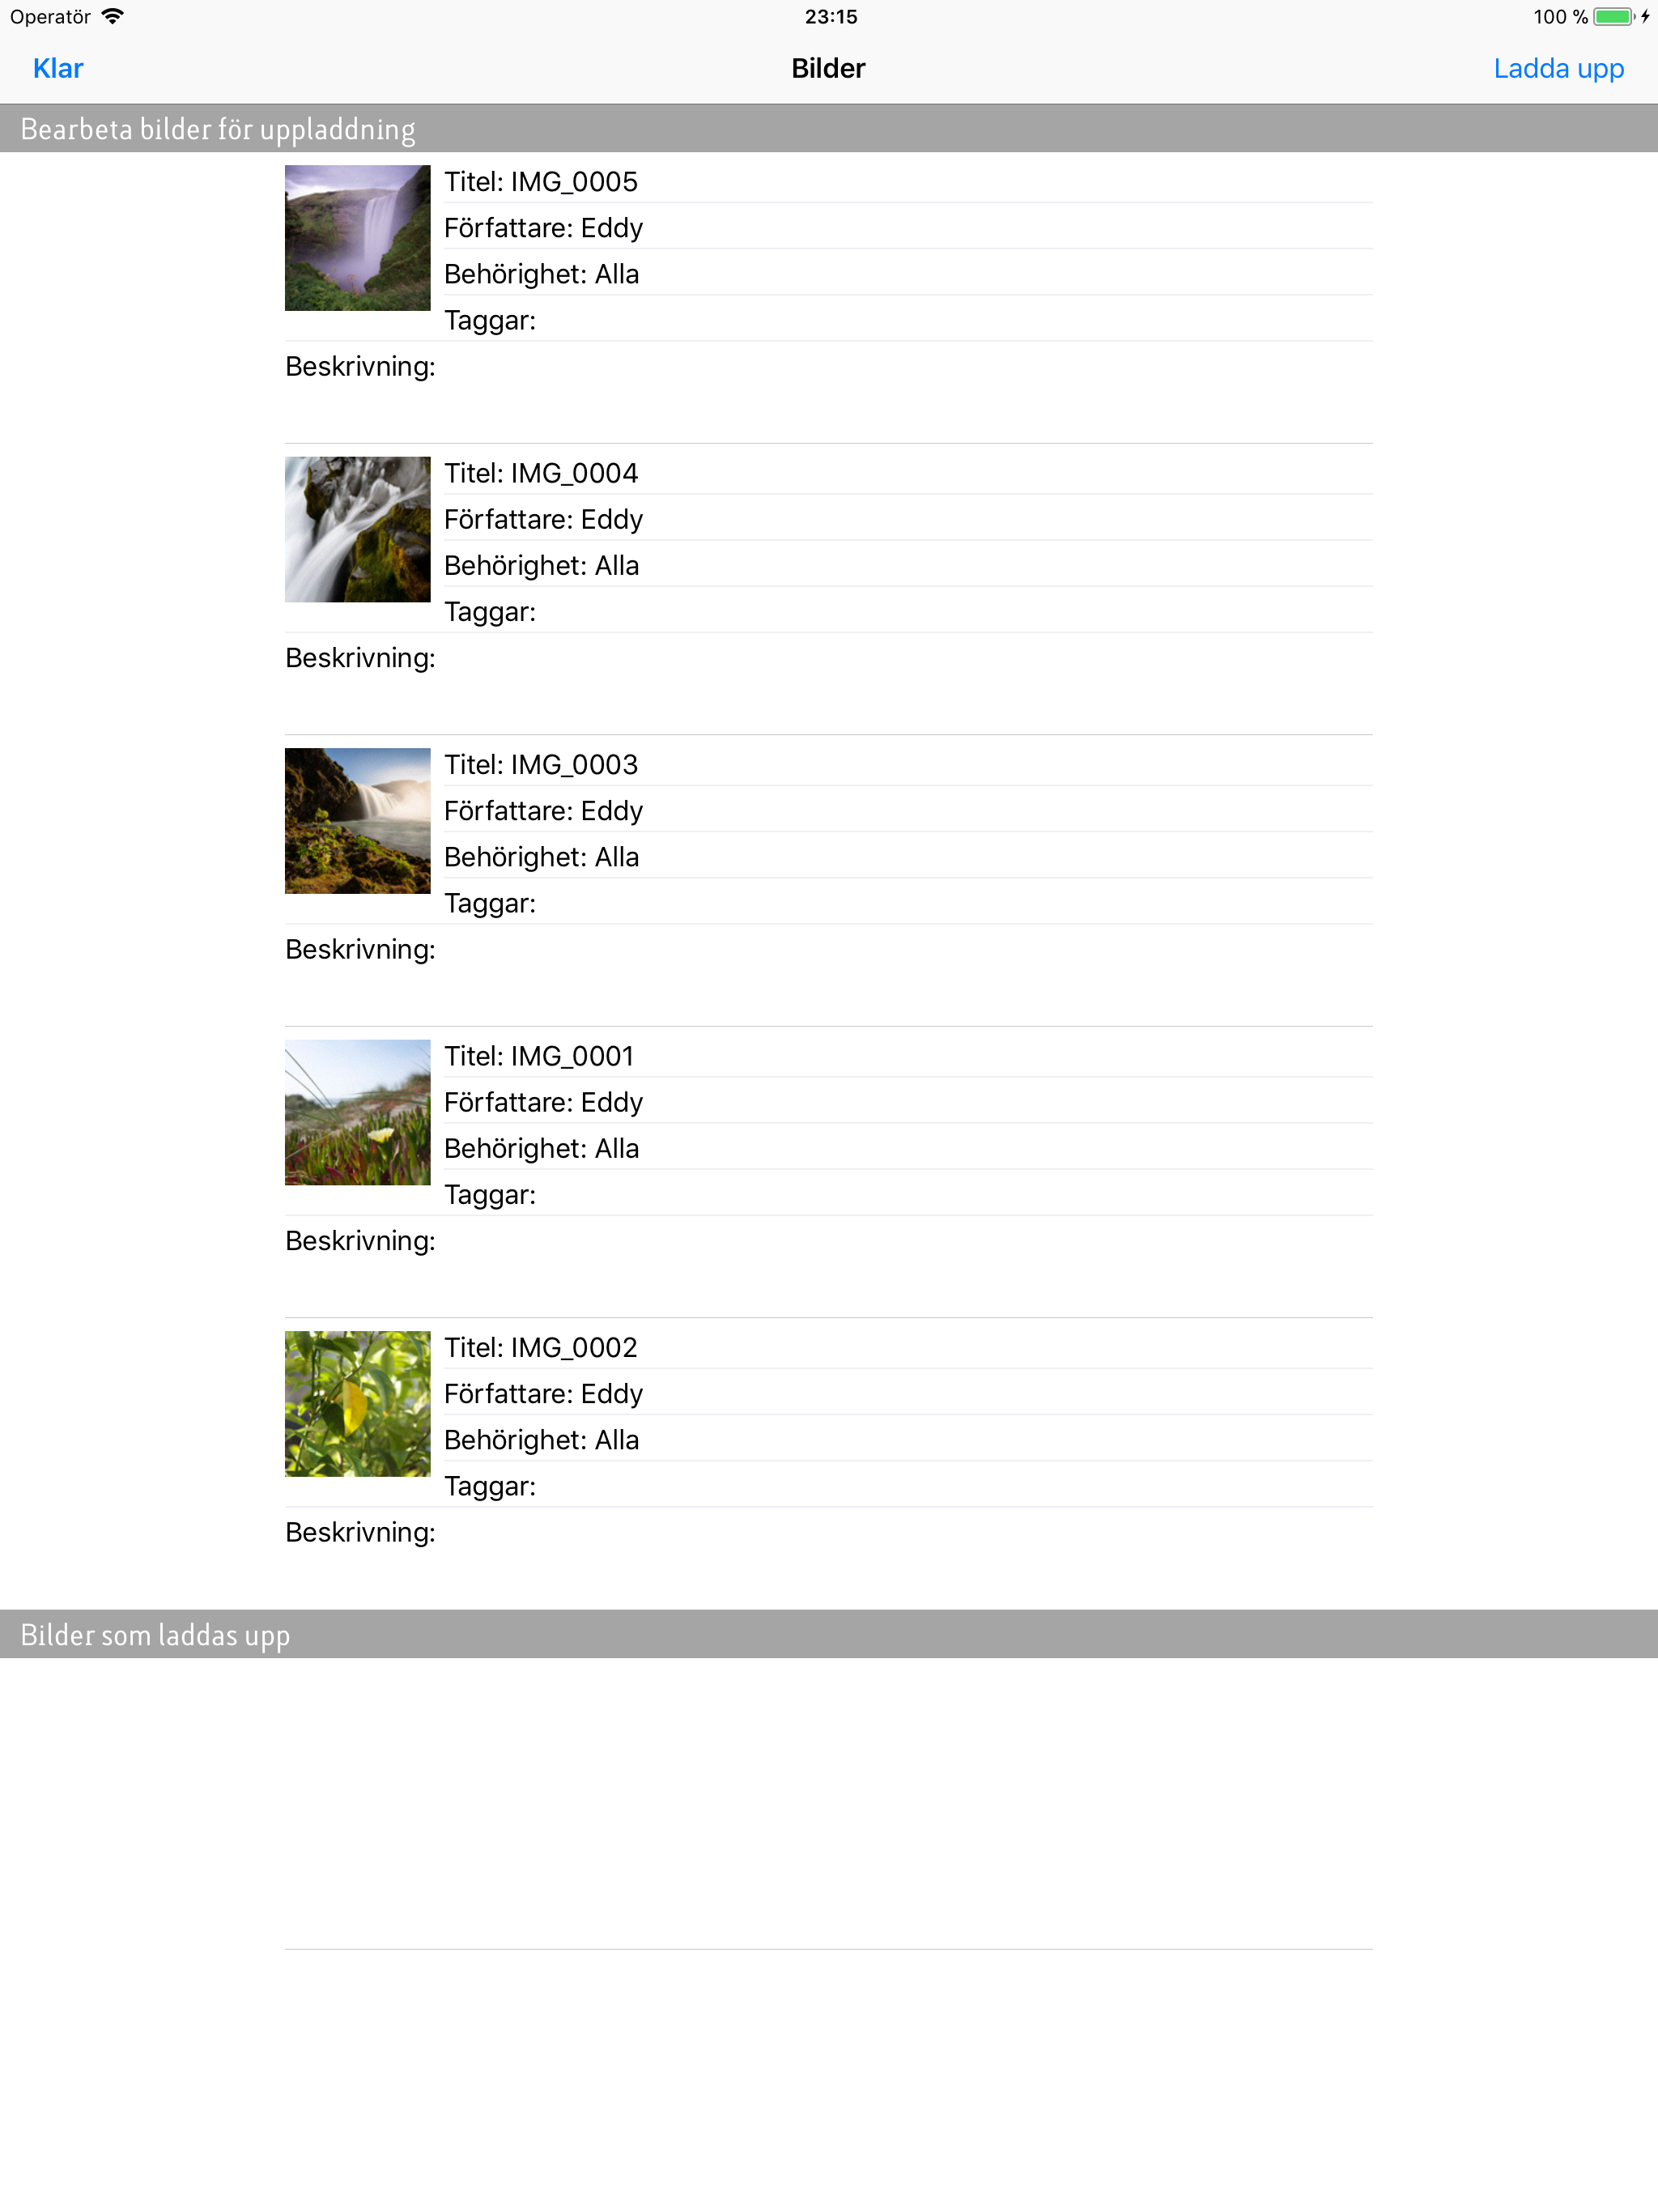 Operatör 23:15 100 %
Klar Bilder Ladda upp
Bearbeta bilder för uppladdning
Titel: IMG_0005
Författare: Eddy
Behörighet: Alla
Taggar:
Beskrivning:
Titel: IMG_0004
Författare: Eddy
Behörighet: Alla
Taggar:
Beskrivning:
Titel: IMG_0003
Författare: Eddy
Behörighet: Alla
Taggar:
Beskrivning:
Titel: IMG_0001
Författare: Eddy
Behörighet: Alla
Taggar:
Beskrivning:
Titel: IMG_0002
Författare: Eddy
Behörighet: Alla
Taggar:
Beskrivning:
Bilder som laddas upp